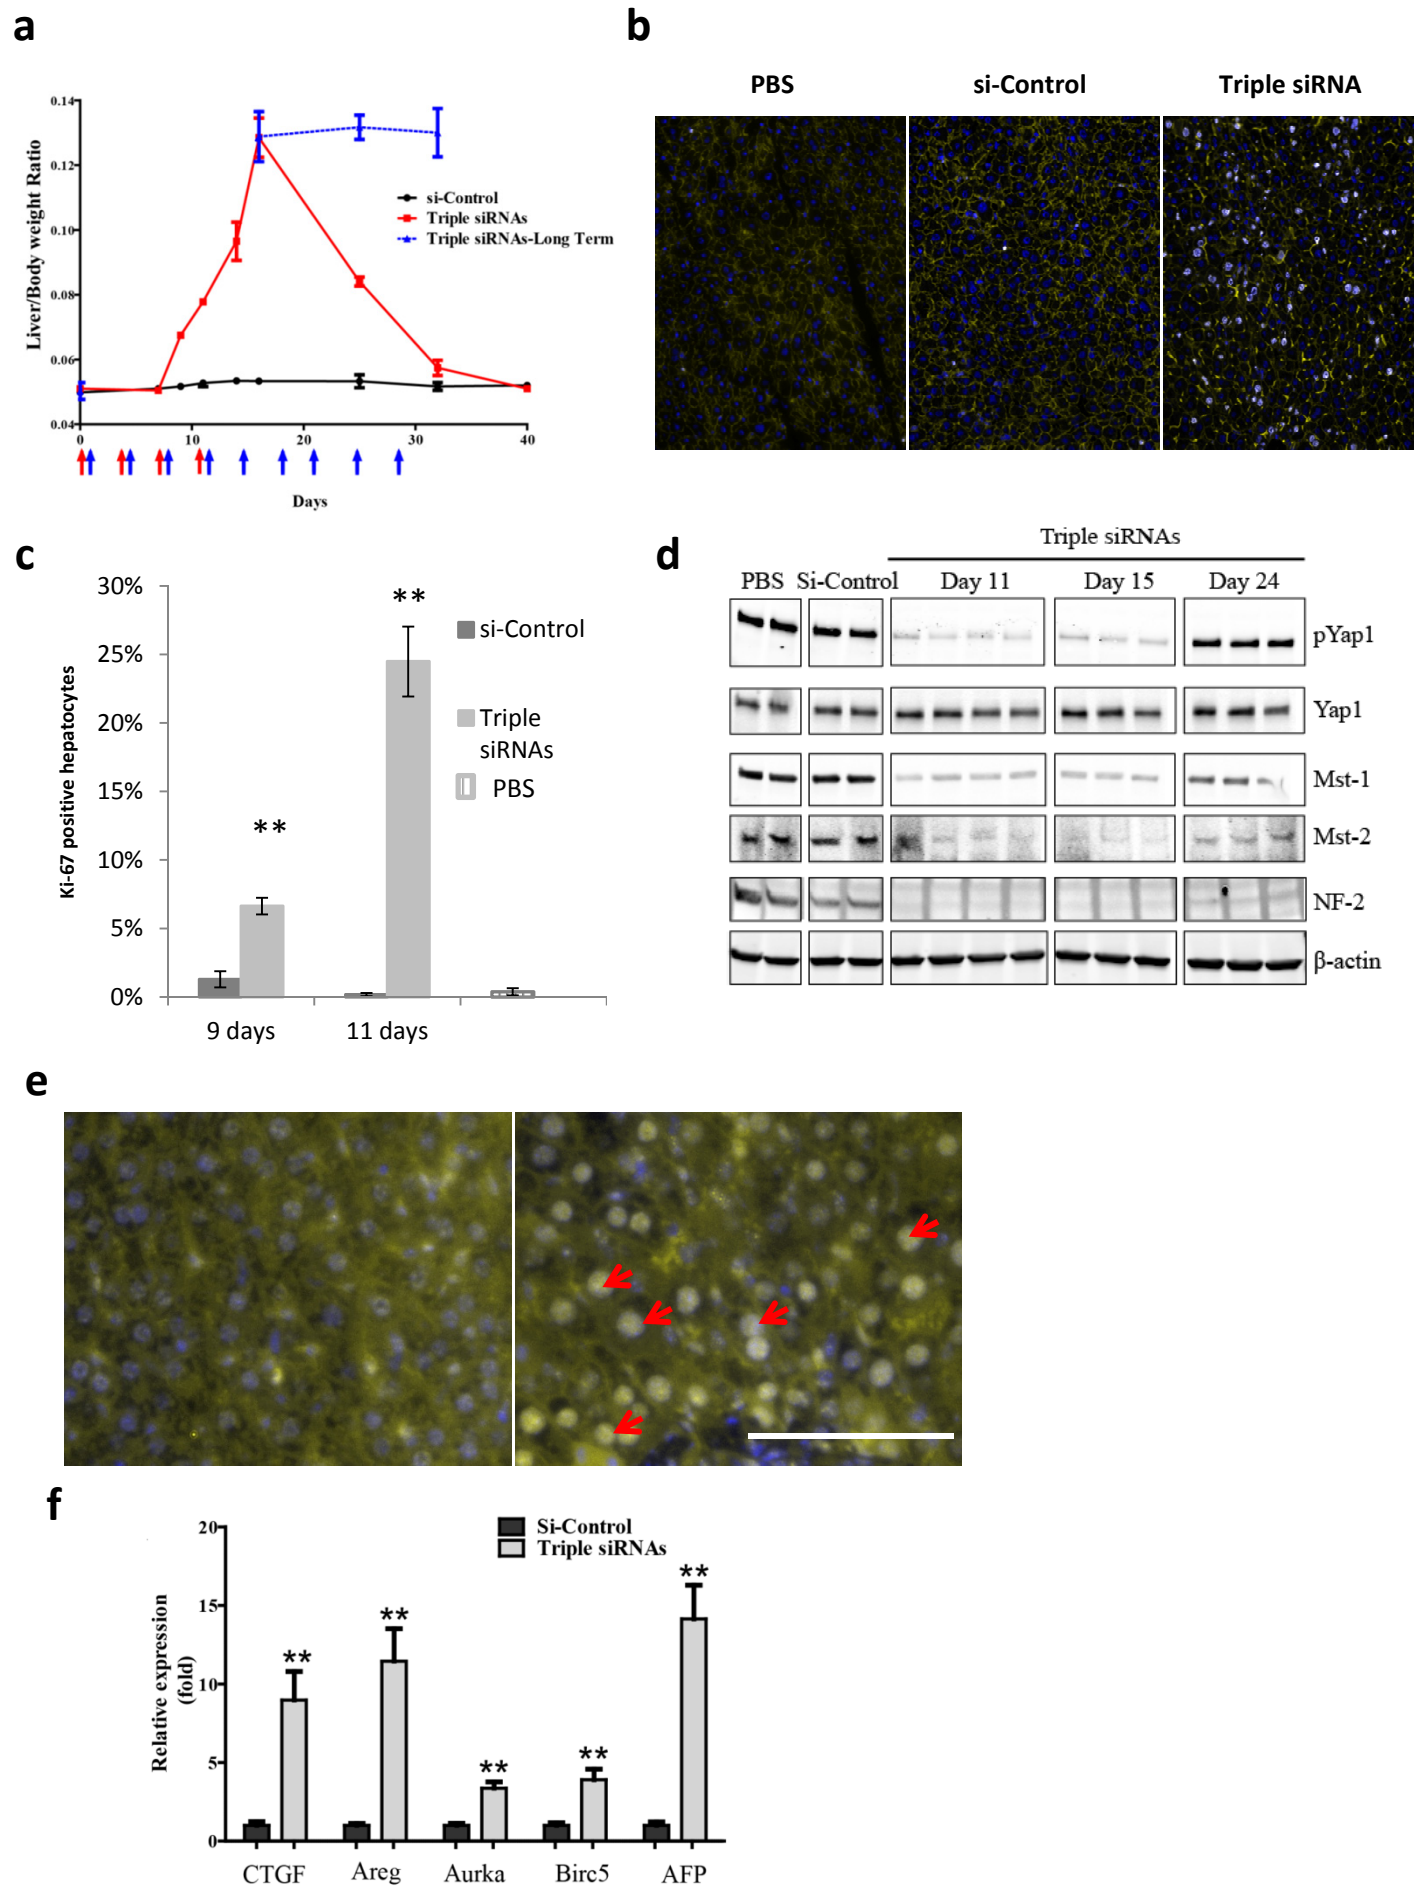 a
0.14
0.12
0.10
0.08
0.06
0.04
Liver/Body weight Ratio
si-Control
Triple siRNAs
Triple siRNAs-Long Term
0
10
20
30
40
Days
b
PBS
si-Control
Triple siRNA
c
30%
25%
20%
15%
10%
5%
0%
Ki-67 positive hepatocytes
**
**
si-Control
Triple
siRNAs
PBS
9 days
11 days
d
Triple siRNAs
PBS
Si-Control
Day 11
Day 15
Day 24
pYap1
Yap1
Mst-1
Mst-2
NF-2
β-actin
e
f
20
15
10
5
0
Relative expression
(fold)
Si-Control
Triple siRNAs
**
**
**
**
**
CTGF
Areg
Aurka
Birc5
AFP